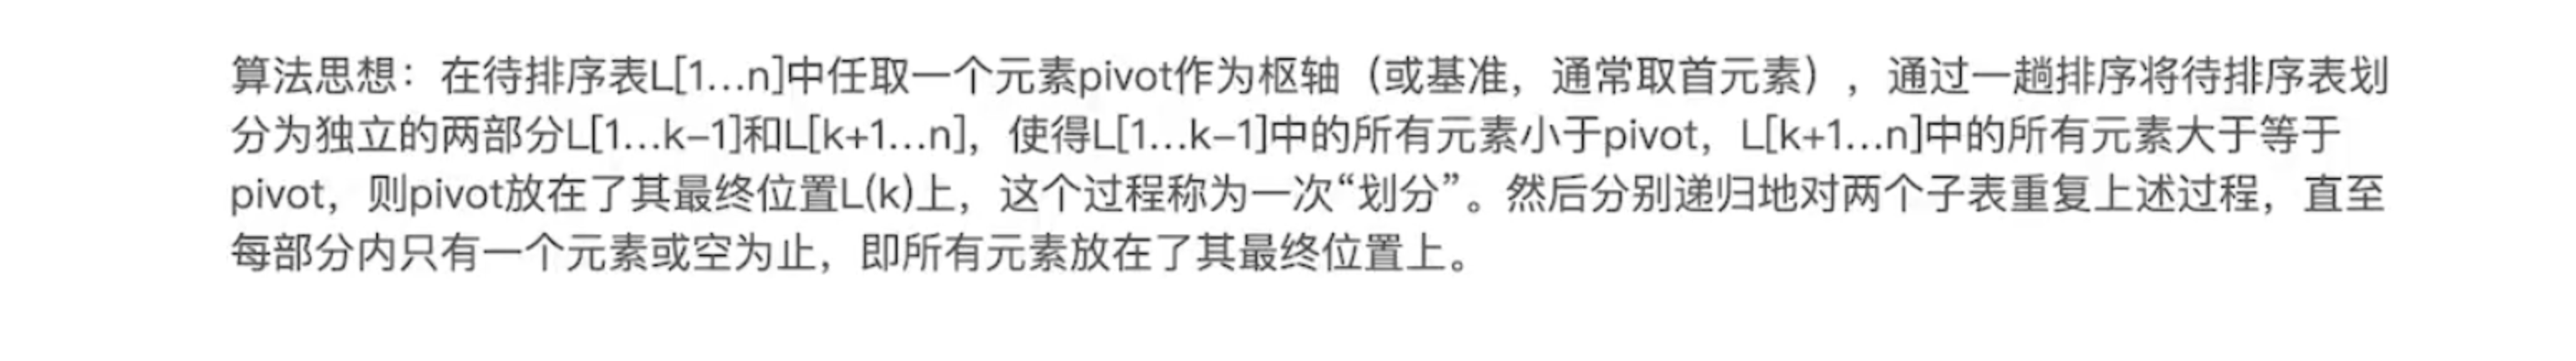 算法思想：在待排序表L[1…n]中任取一个元素pivot作为枢轴（或基准，通常取首元素），通过一趟排序将待排序表划
分为独立的两部分L[1…k-1]和L[k+1…n]，使得L[1…k-1]中的所有元素小于pivot，L[k+1…n]中的所有元素大于等于
pivot，则pivot放在了其最终位置L(k)上，这个过程称为一次“划分”。然后分别递归地对两个子表重复上述过程，直至
每部分内只有一个元素或空为止，即所有元素放在了其最终位置上。